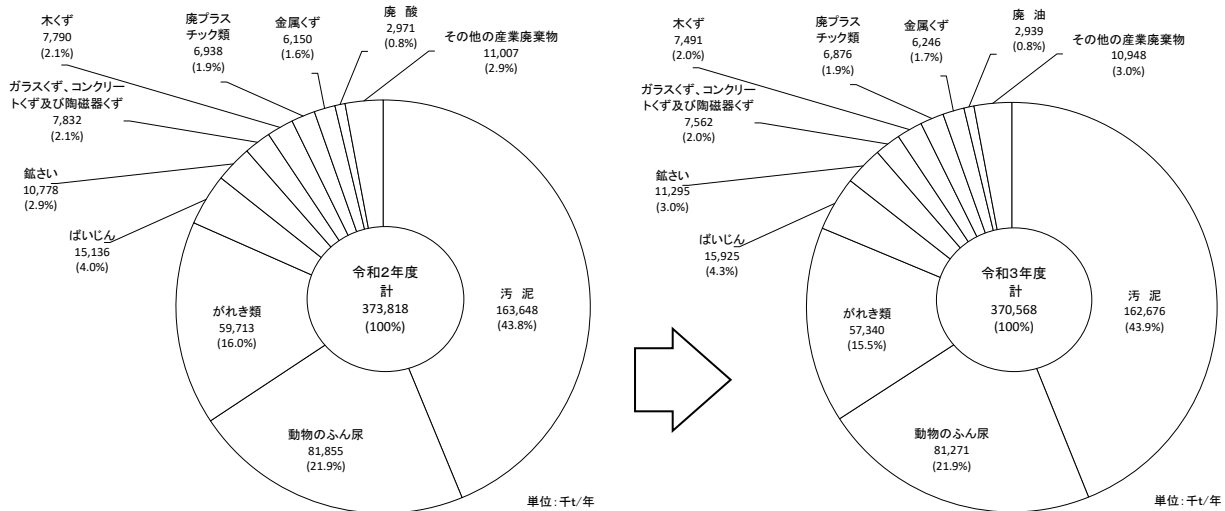 木くず
7,790
(2.1%)
廃プラス
チック類
6,938
(1.9%)
金属くず
6,150
(1.6%)
廃 酸
2,971
(0.8%)
その他の産業廃棄物
11,007
(2.9%)
ガラスくず、コンクリー
トくず及び陶磁器くず
7,832
(2.1%)
鉱さい
10,778
(2.9%)
ばいじん
15,136
(4.0%)
がれき類
59,713
(16.0%)
令和2年度
計
373,818
(100%)
汚 泥
163,648
(43.8%)
動物のふん尿
81,855
(21.9%)
単位:千t/年
木くず
7,491
(2.0%)
廃プラス
チック類
6,876
(1.9%)
金属くず
6,246
(1.7%)
廃 油
2,939
(0.8%)
その他の産業廃棄物
10,948
(3.0%)
ガラスくず、コンクリー
トくず及び陶磁器くず
7,562
(2.0%)
鉱さい
11,295
(3.0%)
ばいじん
15,925
(4.3%)
がれき類
57,340
(15.5%)
令和3年度
計
370,568
(100%)
汚 泥
162,676
(43.9%)
動物のふん尿
81,271
(21.9%)
単位:千t/年